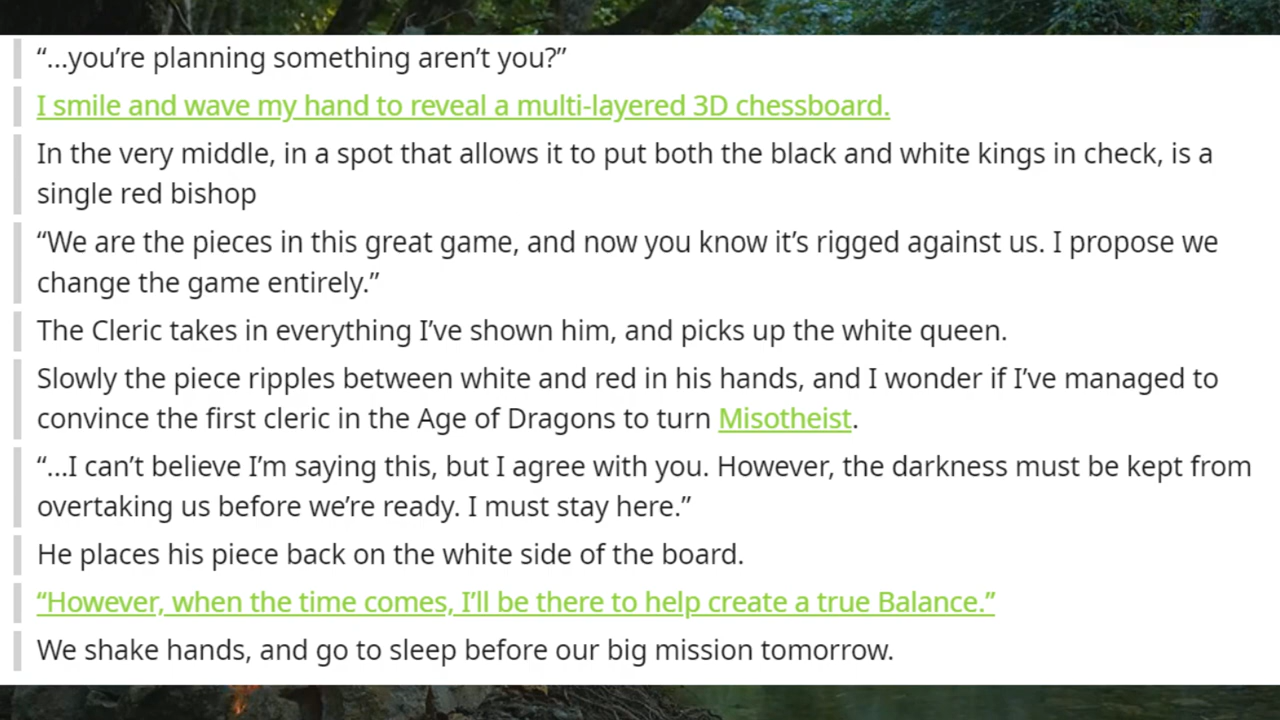 “...you’re planning something aren’t you?”
I smile and wave my hand to reveal a multi-layered 3D chessboard.
In the very middle, in a spot that allows it to put both the black and white kings in check, is a
single red bishop
“We are the pieces in this great game, and now you know it’s rigged against us. I propose we
change the game entirely.”
The Cleric takes in everything I’ve shown him, and picks up the white queen.
Slowly the piece ripples between white and red in his hands, and I wonder if I’ve managed to
convince the first cleric in the Age of Dragons to turn Misotheist.
“...I can’t believe I’m saying this, but I agree with you. However, the darkness must be kept from
overtaking us before we’re ready. I must stay here.”
He places his piece back on the white side of the board.
“However, when the time comes, I’ll be there to help create a true Balance.”
We shake hands, and go to sleep before our big mission tomorrow.